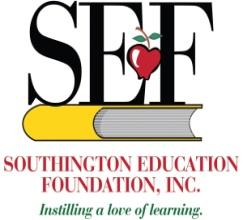 SEF
SOUTHINGTON EDUCATION
FOUNDATION, INC.
Instilling a love of learning.